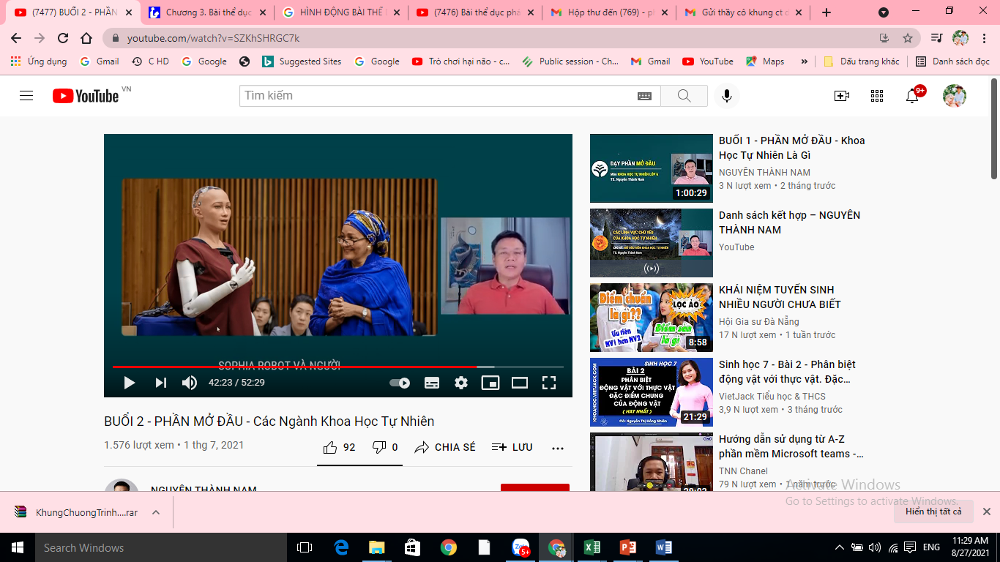 (7477) BUỔI 2 - PHẦN
Chương 3. Bài thể dục
HÌNH ĐỘNG BÀI THỂ
(7476) Bài thể dục phá
Hộp thư đến (769) - p
Gửi thầy cô khung ct
youtube.com/watch?v=SZKhSHRGC7k
Ứng dụng
Gmail
C HD
Google
Suggested Sites
Google
Trò chơi hại não - c...
Public session - Ch...
Gmail
YouTube
Maps
»
Dấu trang khác
Danh sách đọc
YouTube VN
Tìm kiếm
9+
SOPHIA ROBOT VÀ NGƯỜI
42:23 / 52:29
BUỔI 2 - PHẦN MỞ ĐẦU - Các Ngành Khoa Học Tự Nhiên
1.576 lượt xem • 1 thg 7, 2021
92
0
CHIA SẺ
LƯU
NGUYÊN THÀNH NAM
DẠY PHẦN MỞ ĐẦU
MÔN KHOA HỌC TỰ NHIÊN LỚP 6
TS. Nguyễn Thành Nam
1:00:29
BUỔI 1 - PHẦN MỞ ĐẦU - Khoa
Học Tự Nhiên Là Gì
NGUYÊN THÀNH NAM
3 N lượt xem • 2 tháng trước
CÁC LĨNH VỰC CHỦ YẾU
CỦA KHOA HỌC TỰ NHIÊN
CHỦ ĐỀ: MỞ ĐẦU MÔN KHOA HỌC TỰ NHIÊN
TS. Nguyễn Thành Nam
Danh sách kết hợp – NGUYÊN
THÀNH NAM
YouTube
Điểm chuẩn
là gì??
LỌC ẢO
Ưu tiên
NV1 hơn NV2
Điểm sàn
là gì
8:58
KHÁI NIỆM TUYỂN SINH
NHIỀU NGƯỜI CHƯA BIẾT
Hội Gia sư Đà Nẵng
17 N lượt xem • 1 tuần trước
KHOAHOC.VIETJACK.COM
SINH HỌC 7
BÀI 2
PHÂN BIỆT
ĐỘNG VẬT VỚI THỰC VẬT
ĐẶC ĐIỂM CHUNG
CỦA ĐỘNG VẬT
( HAY NHẤT )
Cô: Nguyễn Thị Hồng Nhiên
21:29
Sinh học 7 - Bài 2 - Phân biệt
động vật với thực vật. Đặc...
VietJack Tiểu học & THCS
3,9 N lượt xem • 3 tháng trước
28:02
Hướng dẫn sử dụng từ A-Z
phần mềm Microsoft teams -...
TNN Chanel
79 N lượt xem • 1 năm trước
Activate Windows
Go to Settings to activate Windows.
KhungChuongTrinh....rar
Hiển thị tất cả
Search Windows
5+
ENG
11:29 AM
8/27/2021